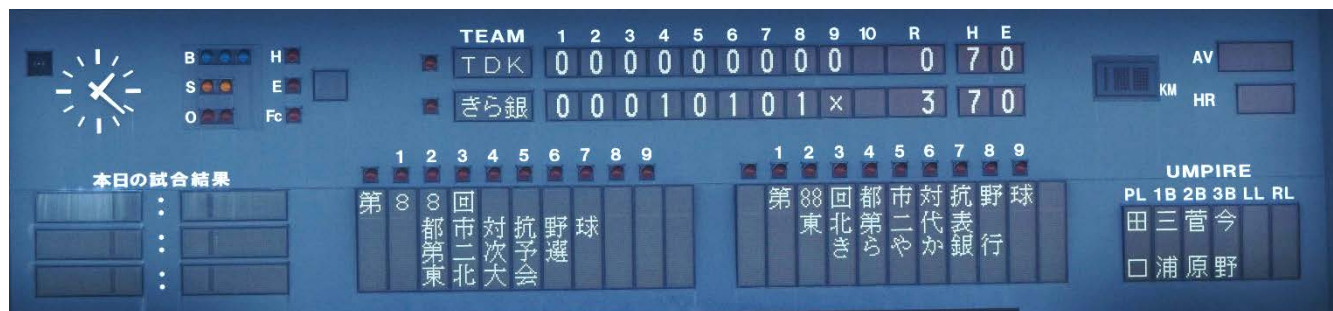 TEAM 1 2 3 4 5 6 7 8 9 10 R H E
TDK 0 0 0 0 0 0 0 0 0 0 7 0
きら銀 0 0 0 1 0 1 0 1 × 3 7 0
B H
S E
O Fc
KM
AV
HR
本日の試合結果
:
:
:
1 2 3 4 5 6 7 8 9
第88回
都市対抗野球
第二次予選
東北大会
1 2 3 4 5 6 7 8 9
第88回都市対抗野球
東北第二代表
きらやか銀行
UMPIRE
PL 1B 2B 3B LL RL
田口 三浦 菅原 今野